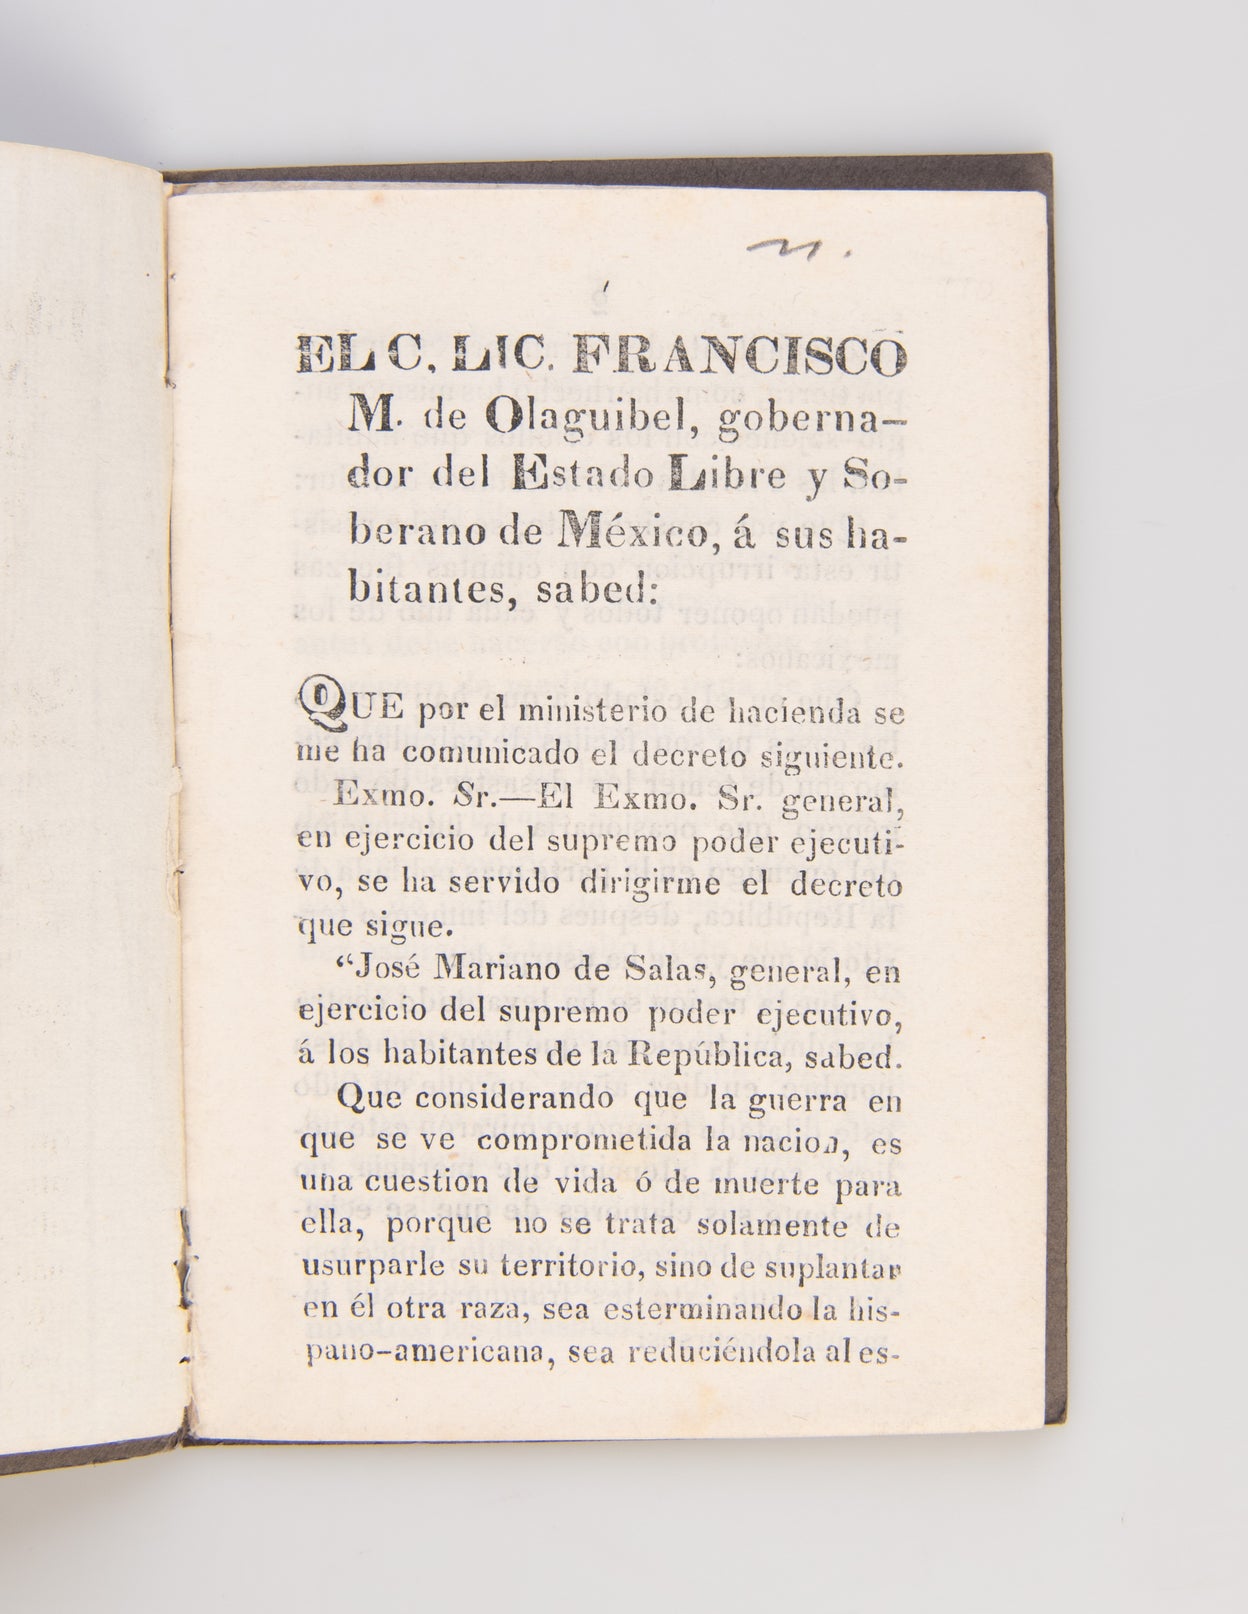 EL C. LIC. FRANCISCO
M. de Olaguibel, goberna-
dor del Estado Libre y So-
berano de México, á sus ha-
bitantes, sabed:
QUE por el ministerio de hacienda se
me ha comunicado el decreto siguiente.
Exmo. Sr.—El Exmo. Sr. general,
en ejercicio del supremo poder ejecuti-
vo, se ha servido dirigirme el decreto
que sigue.
“José Mariano de Salas, general, en
ejercicio del supremo poder ejecutivo,
á los habitantes de la República, sabed.
Que considerando que la guerra en
que se ve comprometida la nacion, es
una cuestion de vida ó de muerte para
ella, porque no se trata solamente de
usurparle su territorio, sino de suplantar
en él otra raza, sea esterminando la his-
pano-americana, sea reduciéndola al es-